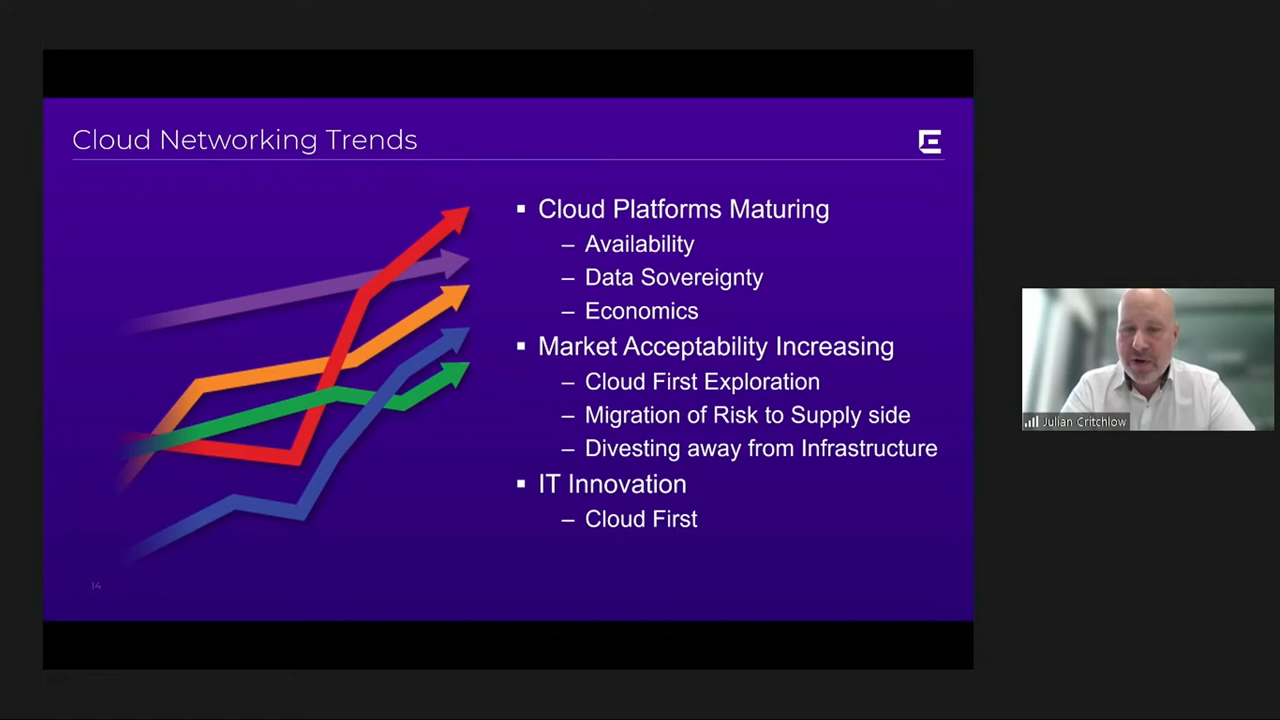 Cloud Networking Trends
▪ Cloud Platforms Maturing
– Availability
– Data Sovereignty
– Economics
▪ Market Acceptability Increasing
– Cloud First Exploration
– Migration of Risk to Supply side
– Divesting away from Infrastructure
▪ IT Innovation
– Cloud First
14
Julian Critchlow